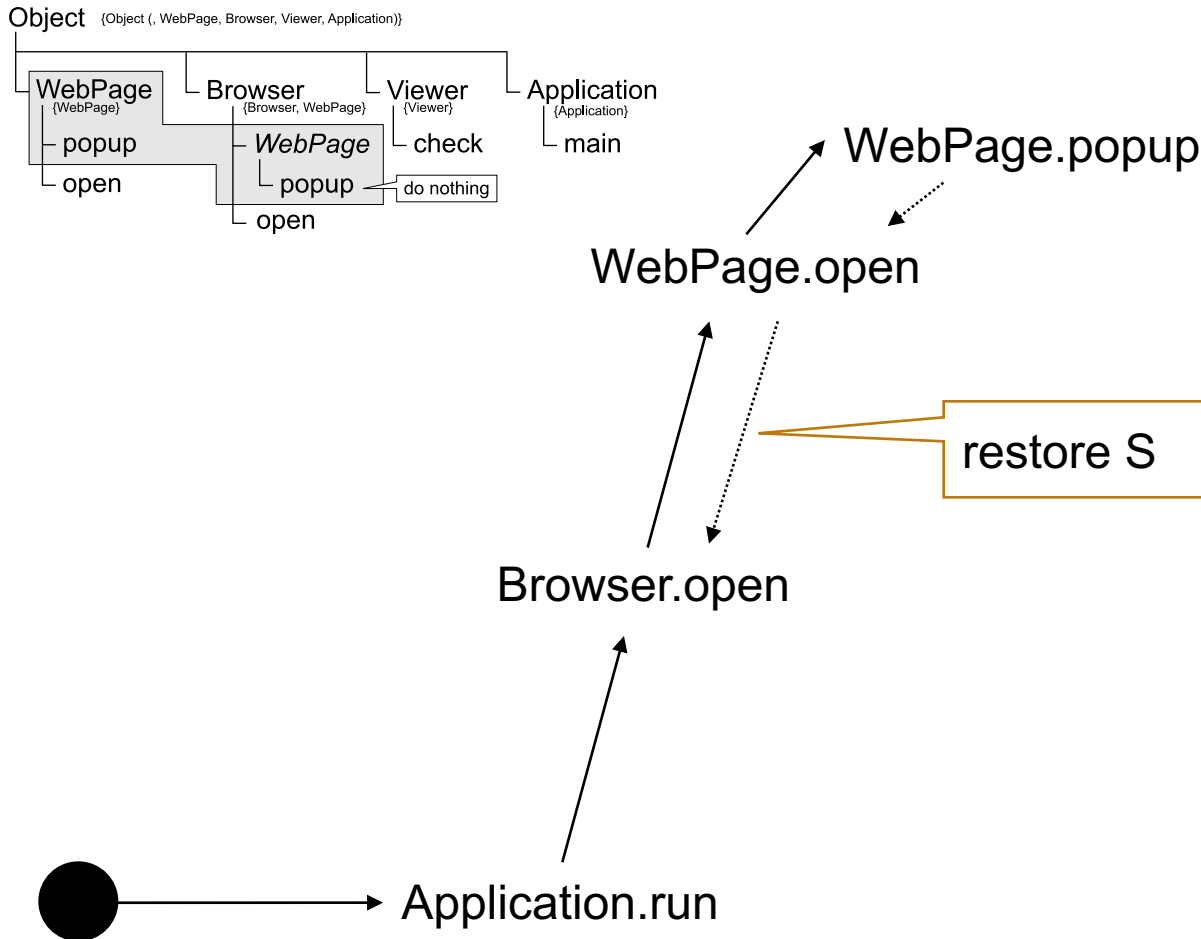 Object {Object (, WebPage, Browser, Viewer, Application)}
WebPage Browser Viewer Application
{WebPage} {Browser, WebPage} {Viewer} {Application}
popup WebPage check main
open popup do nothing
open
WebPage.popup
WebPage.open
restore S
Browser.open
Application.run